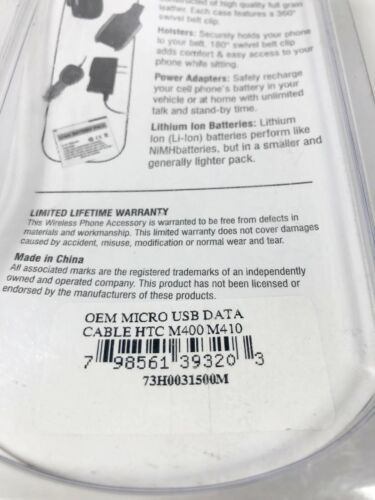 constructed of high quality full grain
leather. Each case features a 360°
swivel belt clip.
Holsters: Securely holds your phone
to your belt. 180° swivel belt clip
adds comfort & easy access to your
phone while sitting.
Power Adapters: Safely recharge
your cell phone's battery in your
vehicle or at home with unlimited
talk and stand-by time.
Lithium Ion Batteries: Lithium
Ion (Li-Ion) batteries perform like
NiMHbatteries, but in a smaller and
generally lighter pack.
LIMITED LIFETIME WARRANTY
This Wireless Phone Accessory is warranted to be free from defects in
materials and workmanship. This limited warranty does not cover damages
caused by accident, misuse, modification or normal wear and tear.
Made in China
All associated marks are the registered trademarks of an independently
owned and operated company. This product has not been licensed or
endorsed by the manufacturers of these products.
OEM MICRO USB DATA
CABLE HTC M400 M410
7 98561 39320 3
73H0031500M